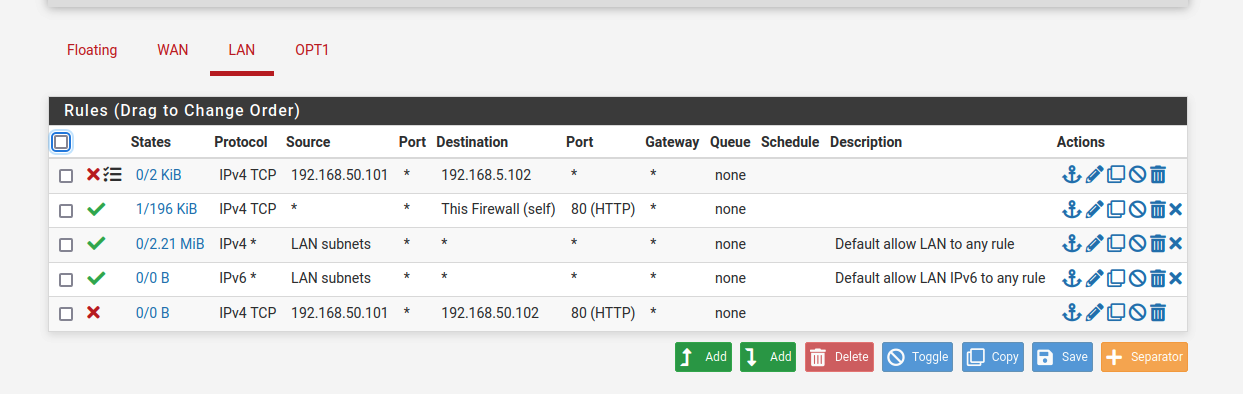 Floating WAN LAN OPT1
Rules (Drag to Change Order)
States Protocol Source Port Destination Port Gateway Queue Schedule Description Actions
0/2 KiB IPv4 TCP 192.168.50.101 * 192.168.5.102 * * none
1/196 KiB IPv4 TCP * * This Firewall (self) 80 (HTTP) * none
0/2.21 MiB IPv4 * LAN subnets * * * * none Default allow LAN to any rule
0/0 B IPv6 * LAN subnets * * * * none Default allow LAN IPv6 to any rule
0/0 B IPv4 TCP 192.168.50.101 * 192.168.50.102 80 (HTTP) * none
Add Add Delete Toggle Copy Save Separator